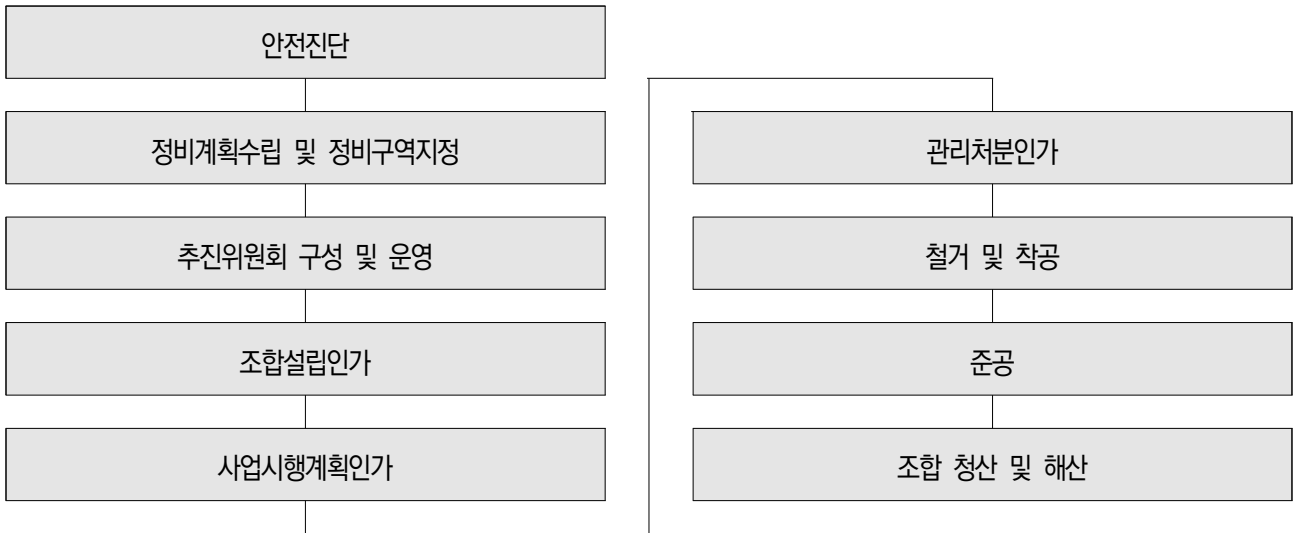 안전진단
정비계획수립 및 정비구역지정
추진위원회 구성 및 운영
조합설립인가
사업시행계획인가
관리처분인가
철거 및 착공
준공
조합 청산 및 해산